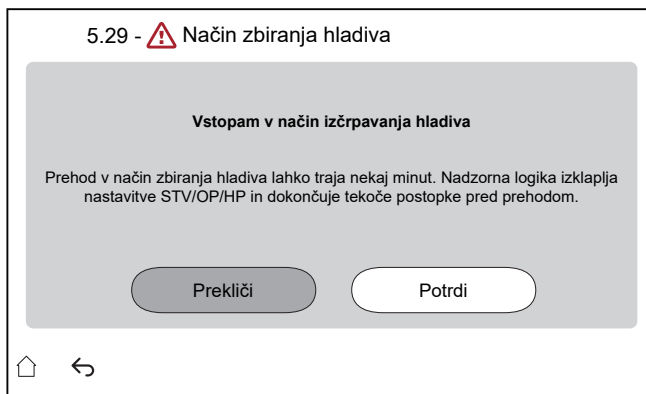 5.29 - Način zbiranja hladiva
Vstopam v način izčrpavanja hladiva
Prehod v način zbiranja hladiva lahko traja nekaj minut. Nadzorna logika izklaplja
nastavitve STV/OP/HP in dokončuje tekoče postopke pred prehodom.
Prekliči
Potrdi